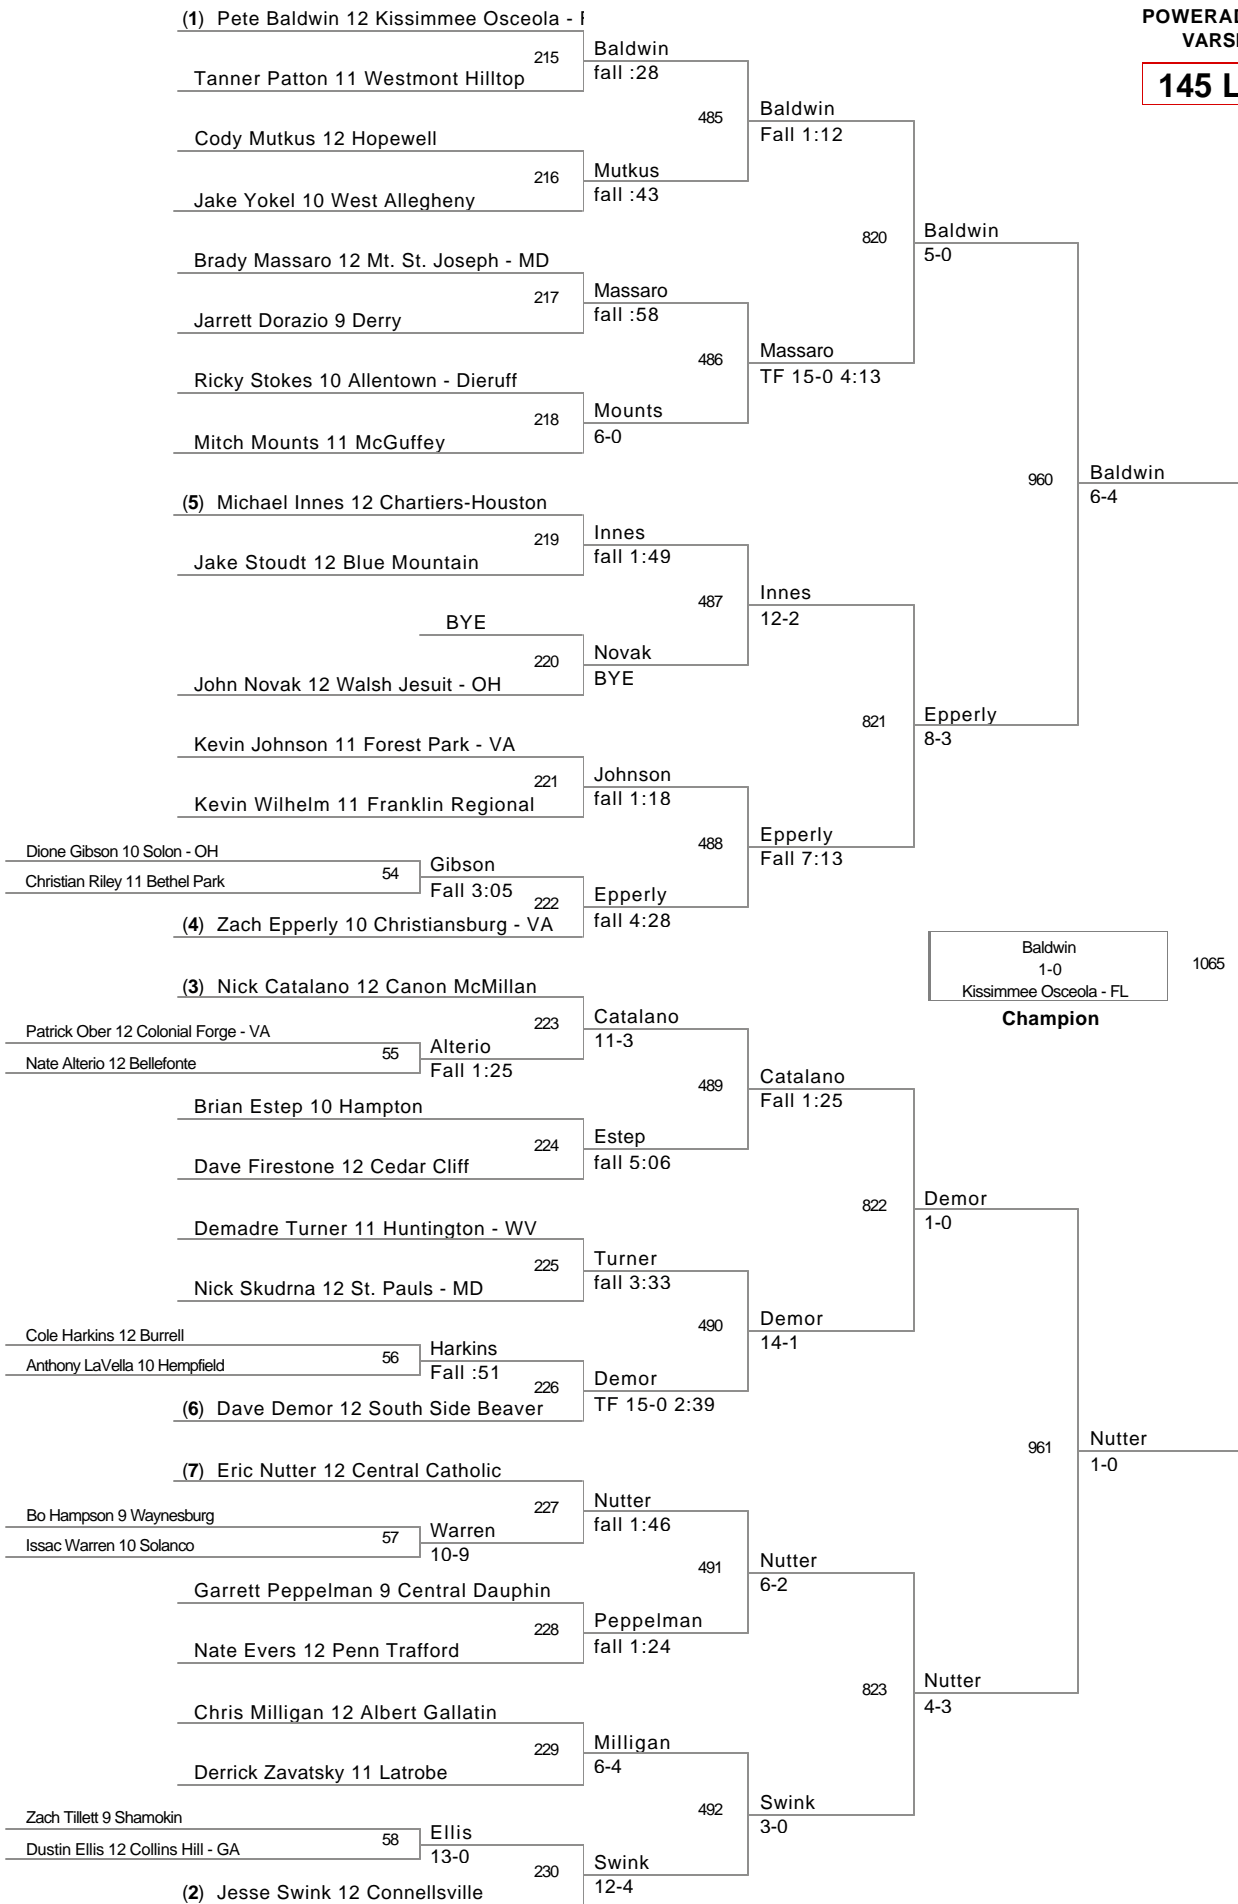 (1) Pete Baldwin 12 Kissimmee Osceola -
POWERAD
VARS
145 L
215
Baldwin
fall :28
Tanner Patton 11 Westmont Hilltop
485
Baldwin
Fall 1:12
Cody Mutkus 12 Hopewell
216
Mutkus
fall :43
Jake Yokel 10 West Allegheny
820
Baldwin
5-0
Brady Massaro 12 Mt. St. Joseph - MD
217
Massaro
fall :58
Jarrett Dorazio 9 Derry
486
Massaro
TF 15-0 4:13
Ricky Stokes 10 Allentown - Dieruff
218
Mounts
6-0
Mitch Mounts 11 McGuffey
960
Baldwin
6-4
(5) Michael Innes 12 Chartiers-Houston
219
Innes
fall 1:49
Jake Stoudt 12 Blue Mountain
487
Innes
12-2
BYE
220
Novak
BYE
John Novak 12 Walsh Jesuit - OH
821
Epperly
8-3
Kevin Johnson 11 Forest Park - VA
221
Johnson
fall 1:18
Kevin Wilhelm 11 Franklin Regional
488
Epperly
Fall 7:13
Dione Gibson 10 Solon - OH
54
Gibson
Fall 3:05
Christian Riley 11 Bethel Park
222
Epperly
fall 4:28
(4) Zach Epperly 10 Christiansburg - VA
Baldwin
1-0
Kissimmee Osceola - FL
1065
Champion
(3) Nick Catalano 12 Canon McMillan
223
Catalano
11-3
Patrick Ober 12 Colonial Forge - VA
55
Alterio
Fall 1:25
Nate Alterio 12 Bellefonte
489
Catalano
Fall 1:25
Brian Estep 10 Hampton
224
Estep
fall 5:06
Dave Firestone 12 Cedar Cliff
822
Demor
1-0
Demadre Turner 11 Huntington - WV
225
Turner
fall 3:33
Nick Skudrna 12 St. Pauls - MD
490
Demor
14-1
Cole Harkins 12 Burrell
56
Harkins
Fall :51
Anthony LaVella 10 Hempfield
226
Demor
TF 15-0 2:39
(6) Dave Demor 12 South Side Beaver
961
Nutter
1-0
(7) Eric Nutter 12 Central Catholic
227
Nutter
fall 1:46
Bo Hampson 9 Waynesburg
57
Warren
10-9
Issac Warren 10 Solanco
491
Nutter
6-2
Garrett Peppelman 9 Central Dauphin
228
Peppelman
fall 1:24
Nate Evers 12 Penn Trafford
823
Nutter
4-3
Chris Milligan 12 Albert Gallatin
229
Milligan
6-4
Derrick Zavatsky 11 Latrobe
492
Swink
3-0
Zach Tillett 9 Shamokin
58
Ellis
13-0
Dustin Ellis 12 Collins Hill - GA
230
Swink
12-4
(2) Jesse Swink 12 Connellsville